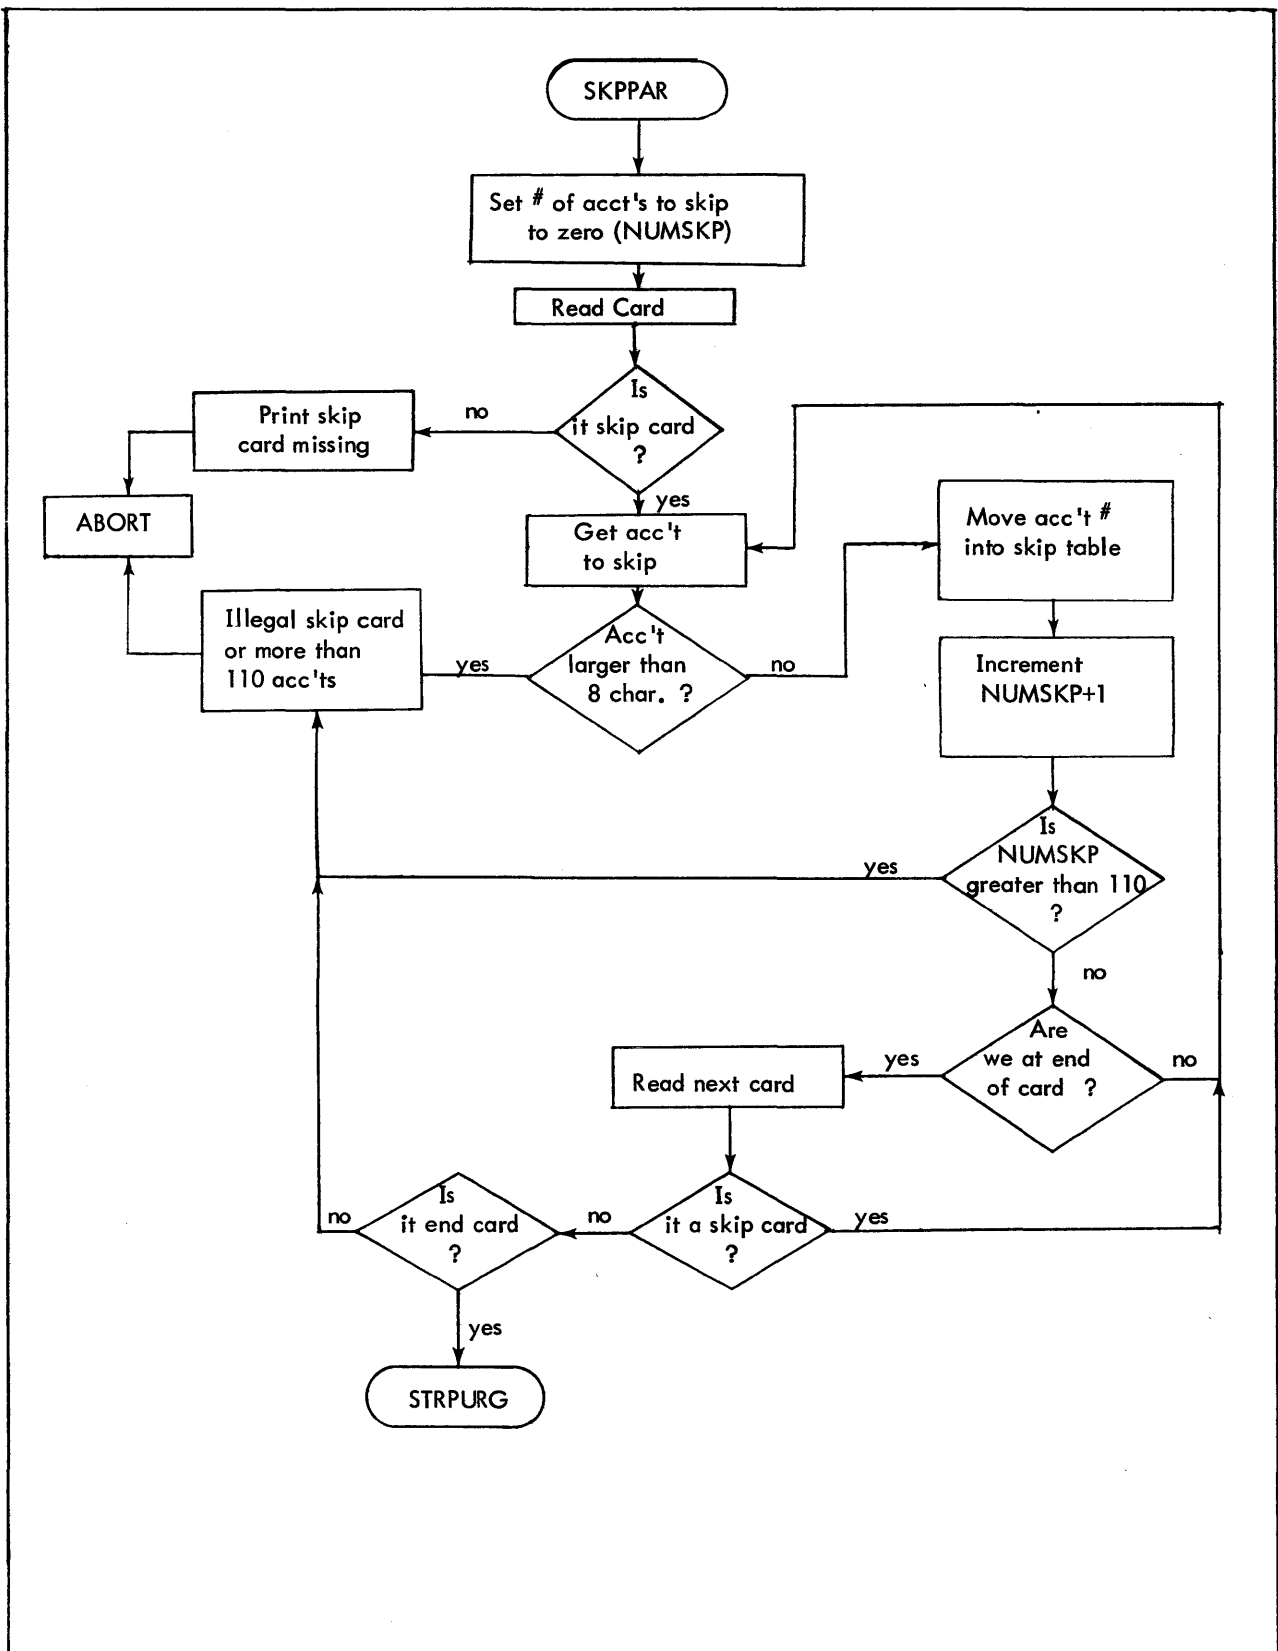 SKPPAR
Set # of acct's to skip
to zero (NUMSKP)
Read Card
Is
it skip card
?
no
Print skip
card missing
ABORT
yes
Get acc't
to skip
Move acc't #
into skip table
Illegal skip card
or more than
110 acc'ts
yes
Acc't
larger than
8 char. ?
no
Increment
NUMSKP+1
Is
NUMSKP
greater than 110
?
yes
no
Are
we at end
of card ?
yes
no
Read next card
Is
it a skip card
?
yes
no
Is
it end card
?
no
yes
STRPURG